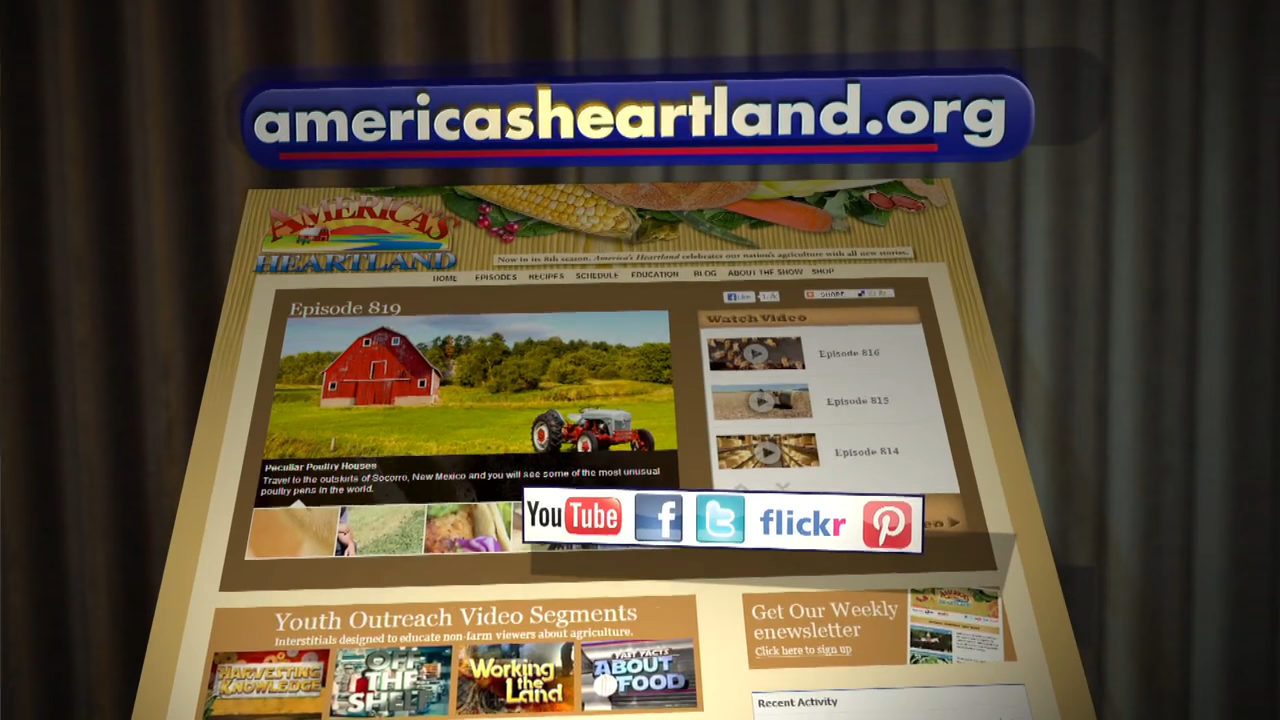 americasheartland.org
AMERICA'S
HEARTLAND
Now in its 8th season, America's Heartland celebrates our nation's agriculture with all new stories.
HOME EPISODES RECIPES SCHEDULE EDUCATION BLOG ABOUT THE SHOW SHOP
Episode 819
Like
SHARE
Watch Video
Episode 816
Episode 815
Episode 814
Peculiar Poultry Houses
Travel to the outskirts of Socorro, New Mexico and you will see some of the most unusual
poultry pens in the world.
YouTube f t flickr P
Youth Outreach Video Segments
Interstitials designed to educate non-farm viewers about agriculture.
HARVESTING
KNOWLEDGE
OFF
THE
SHELF
Working
the
Land
FAST FACTS
ABOUT
FOOD
Get Our Weekly
enewsletter
Click here to sign up
Recent Activity